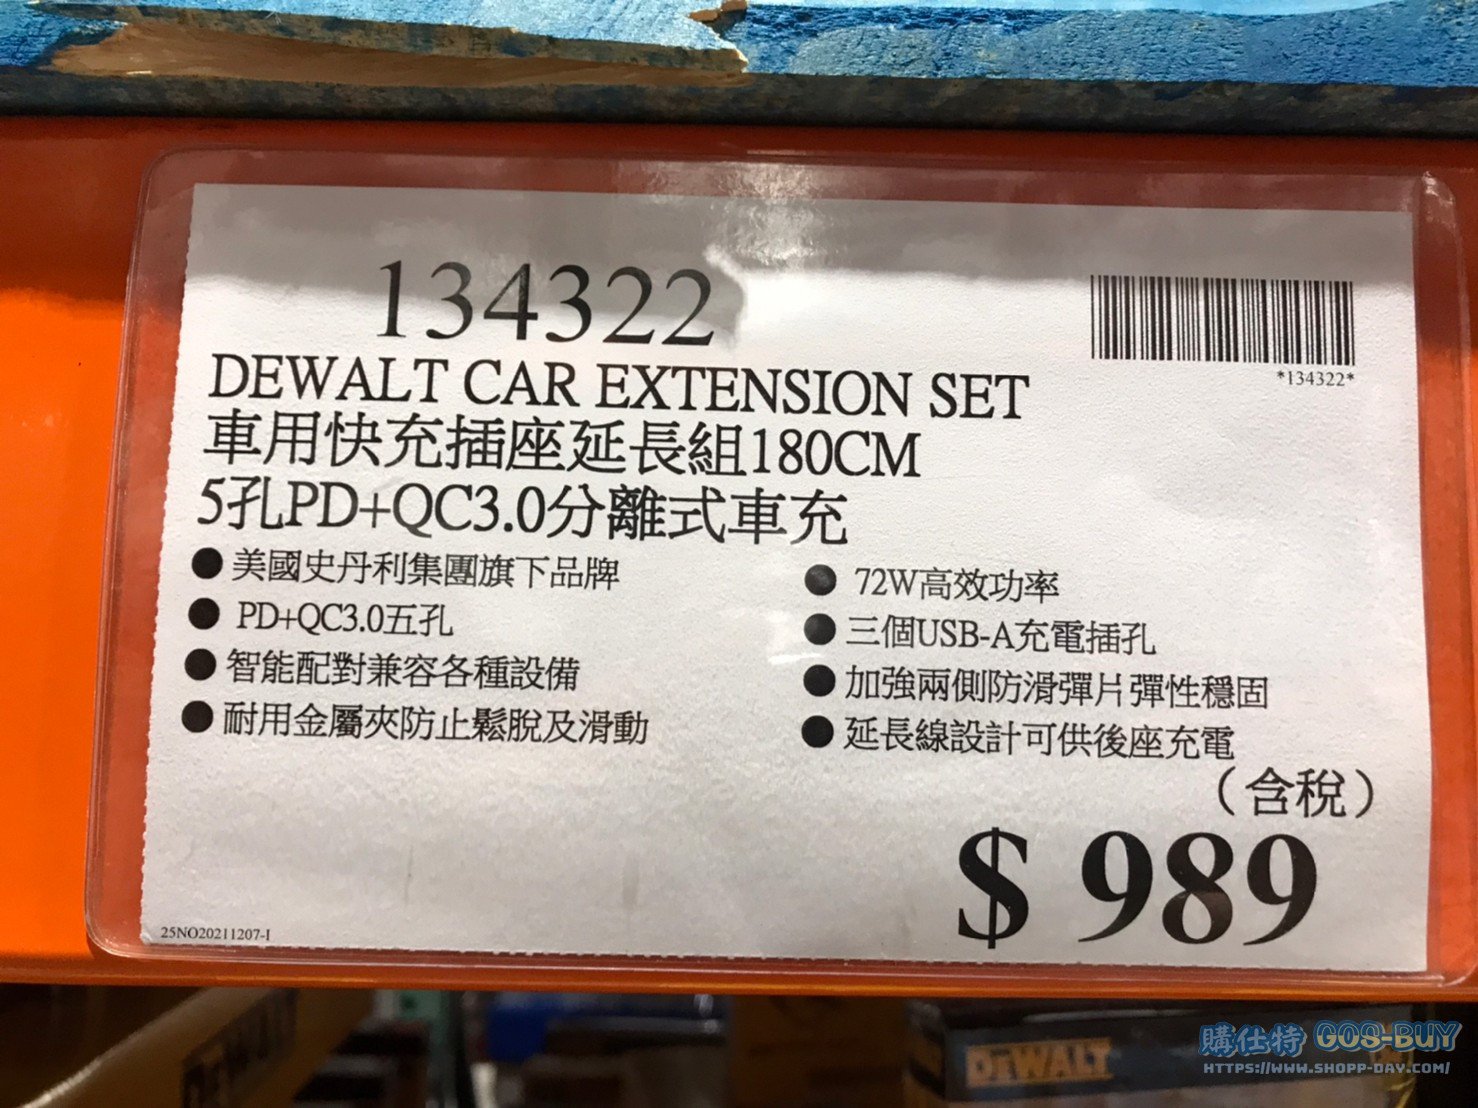 134322
*134322*
DEWALT CAR EXTENSION SET
車用快充插座延長組180CM
5孔PD+QC3.0分離式車充
●美國史丹利集團旗下品牌
●PD+QC3.0五孔
●智能配對兼容各種設備
●耐用金屬夾防止鬆脫及滑動
●72W高效功率
●三個USB-A充電插孔
●加強兩側防滑彈片彈性穩固
●延長線設計可供後座充電
（含稅）
$ 989
25NO20211207-I
DEWALT
DEWALT
購仕特 GOS-BUY
HTTPS://WWW.SHOPP-DAY.COM/